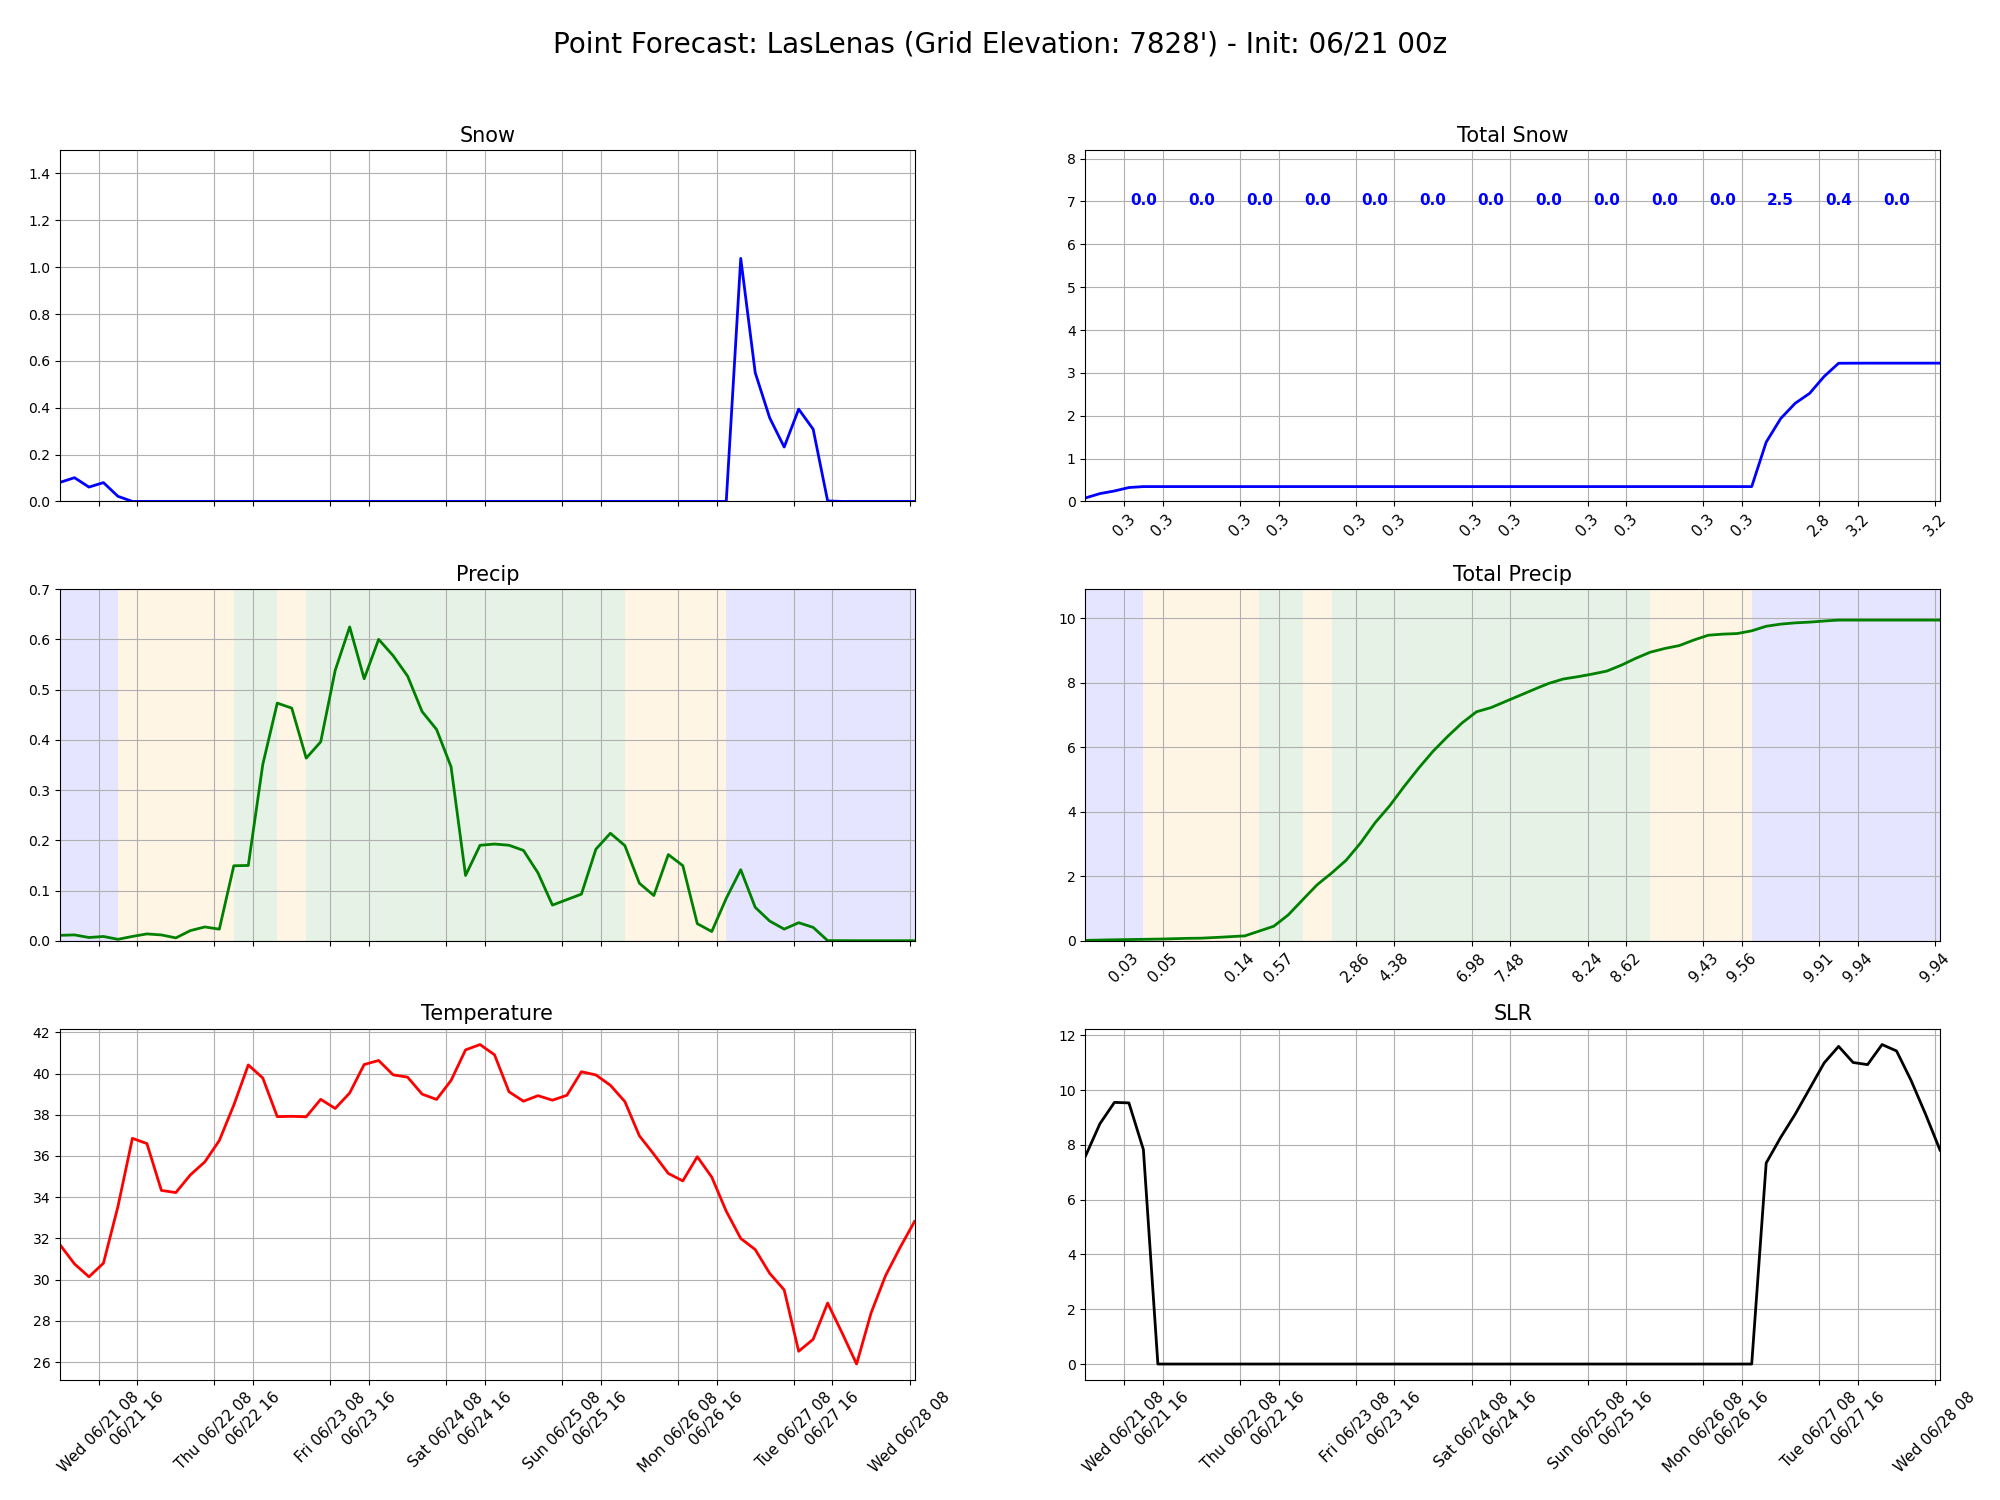 Point Forecast: LasLenas (Grid Elevation: 7828') - Init: 06/21 00z
Snow
1.4
1.2
1.0
0.8
0.6
0.4
0.2
0.0
Total Snow
8
7
6
5
4
3
2
1
0
0.0 0.0 0.0 0.0 0.0 0.0 0.0 0.0 0.0 0.0 0.0 2.5 0.4 0.0
0.3 0.3 0.3 0.3 0.3 0.3 0.3 0.3 0.3 0.3 0.3 0.3 2.8 3.2 3.2
Precip
0.7
0.6
0.5
0.4
0.3
0.2
0.1
0.0
Total Precip
10
8
6
4
2
0
0.03 0.05 0.14 0.57 2.86 4.38 6.98 7.48 8.24 8.62 9.43 9.56 9.91 9.94 9.94
Temperature
42
40
38
36
34
32
30
28
26
Wed 06/21 08
06/21 16
Thu 06/22 08
06/22 16
Fri 06/23 08
06/23 16
Sat 06/24 08
06/24 16
Sun 06/25 08
06/25 16
Mon 06/26 08
06/26 16
Tue 06/27 08
06/27 16
Wed 06/28 08
SLR
12
10
8
6
4
2
0
Wed 06/21 08
06/21 16
Thu 06/22 08
06/22 16
Fri 06/23 08
06/23 16
Sat 06/24 08
06/24 16
Sun 06/25 08
06/25 16
Mon 06/26 08
06/26 16
Tue 06/27 08
06/27 16
Wed 06/28 08